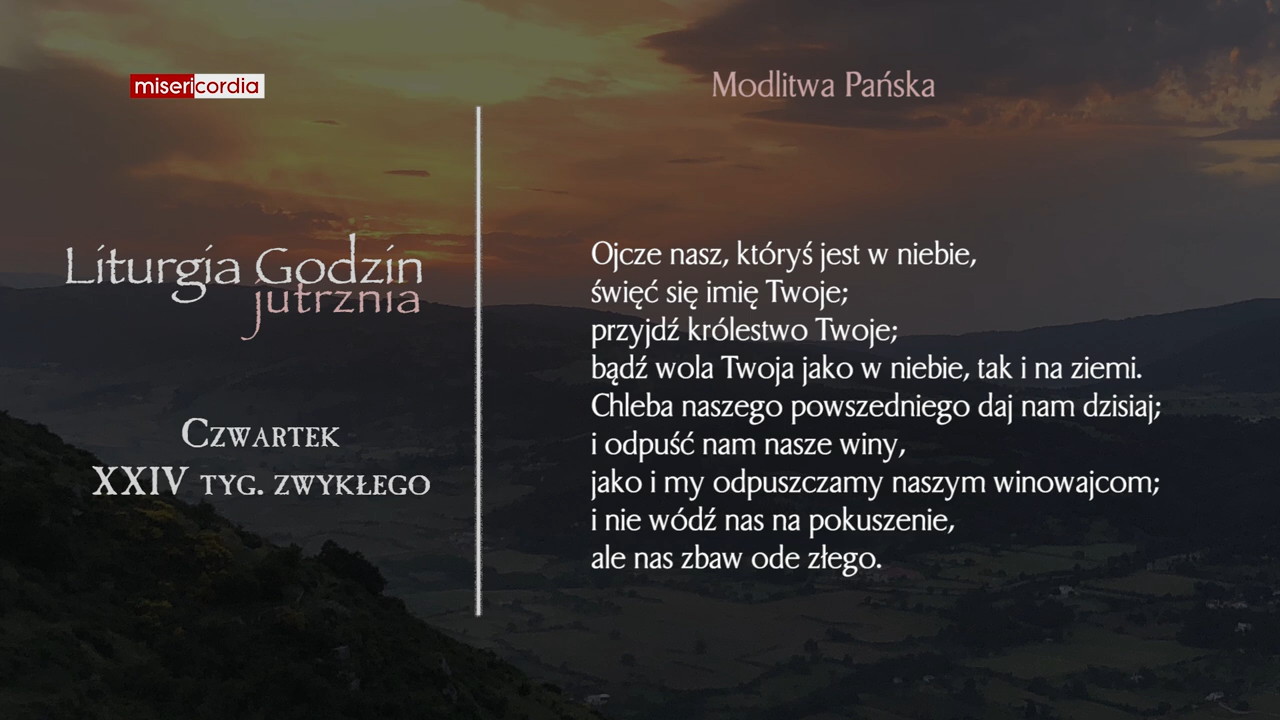 misericordia
Liturgia Godzin
jutrznia
Czwartek
XXIV tyg. zwykłego
Modlitwa Pańska
Ojcze nasz, któryś jest w niebie,
święć się imię Twoje;
przyjdź królestwo Twoje;
bądź wola Twoja jako w niebie, tak i na ziemi.
Chleba naszego powszedniego daj nam dzisiaj;
i odpuść nam nasze winy,
jako i my odpuszczamy naszym winowajcom;
i nie wódź nas na pokuszenie,
ale nas zbaw ode złego.